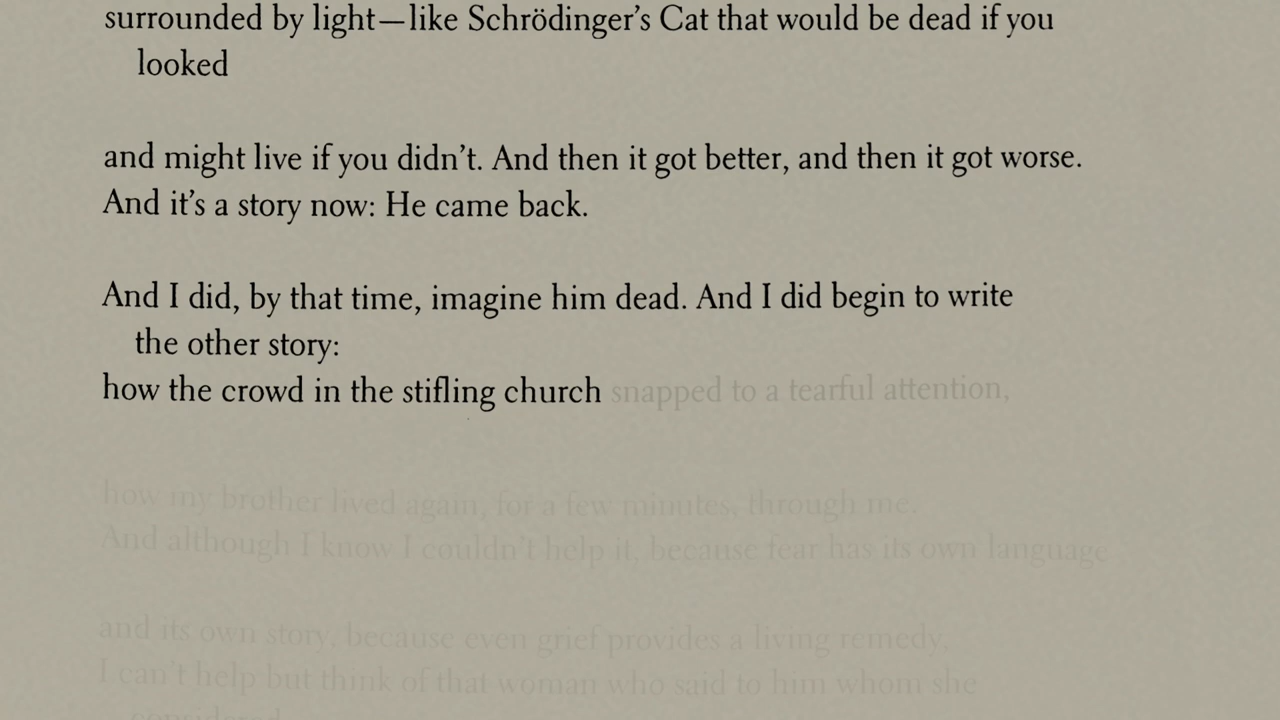 surrounded by light—like Schrödinger’s Cat that would be dead if you
looked
and might live if you didn’t. And then it got better, and then it got worse.
And it’s a story now: He came back.
And I did, by that time, imagine him dead. And I did begin to write
the other story:
how the crowd in the stifling church snapped to a tearful attention,
how my brother lived again, for a few minutes, through me.
And although I know I couldn’t help it, because fear has its own language
and its own story, because even grief provides a living remedy,
I can’t help but think of that woman who said to him whom she
considered